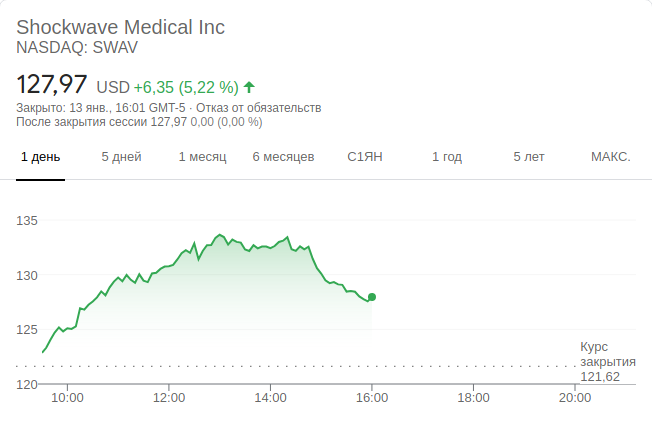 Shockwave Medical Inc
NASDAQ: SWAV
127,97 USD +6,35 (5,22 %)
Закрыто: 13 янв., 16:01 GMT-5 · Отказ от обязательств
После закрытия сессии 127,97 0,00 (0,00 %)
1 день 5 дней 1 месяц 6 месяцев С1ЯН 1 год 5 лет МАКС.
135
130
125
Курс
закрытия
121,62
120
10:00 12:00 14:00 16:00 18:00 20:00